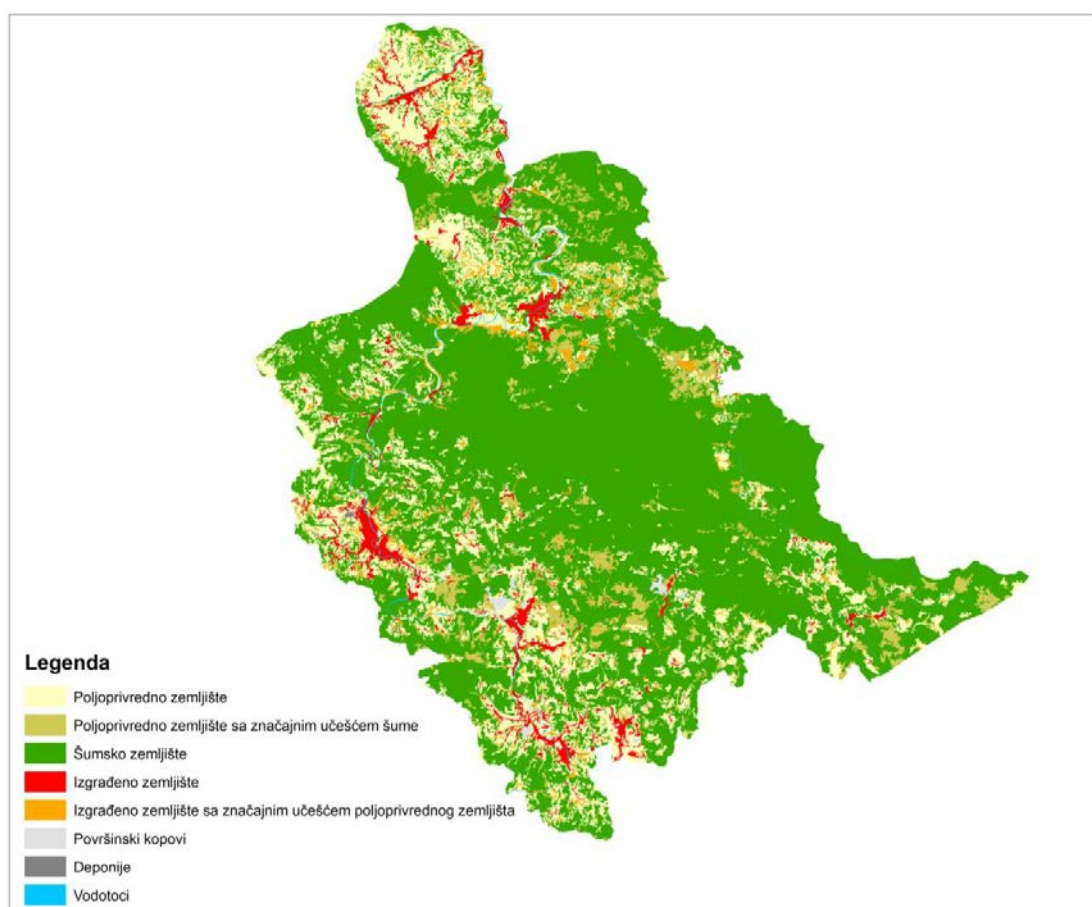 Legenda
Poljoprivredno zemljište
Poljoprivredno zemljište sa značajnim učešćem šume
Šumsko zemljište
Izgrađeno zemljište
Izgrađeno zemljište sa značajnim učešćem poljoprivrednog zemljišta
Površinski kopovi
Deponije
Vodotoci